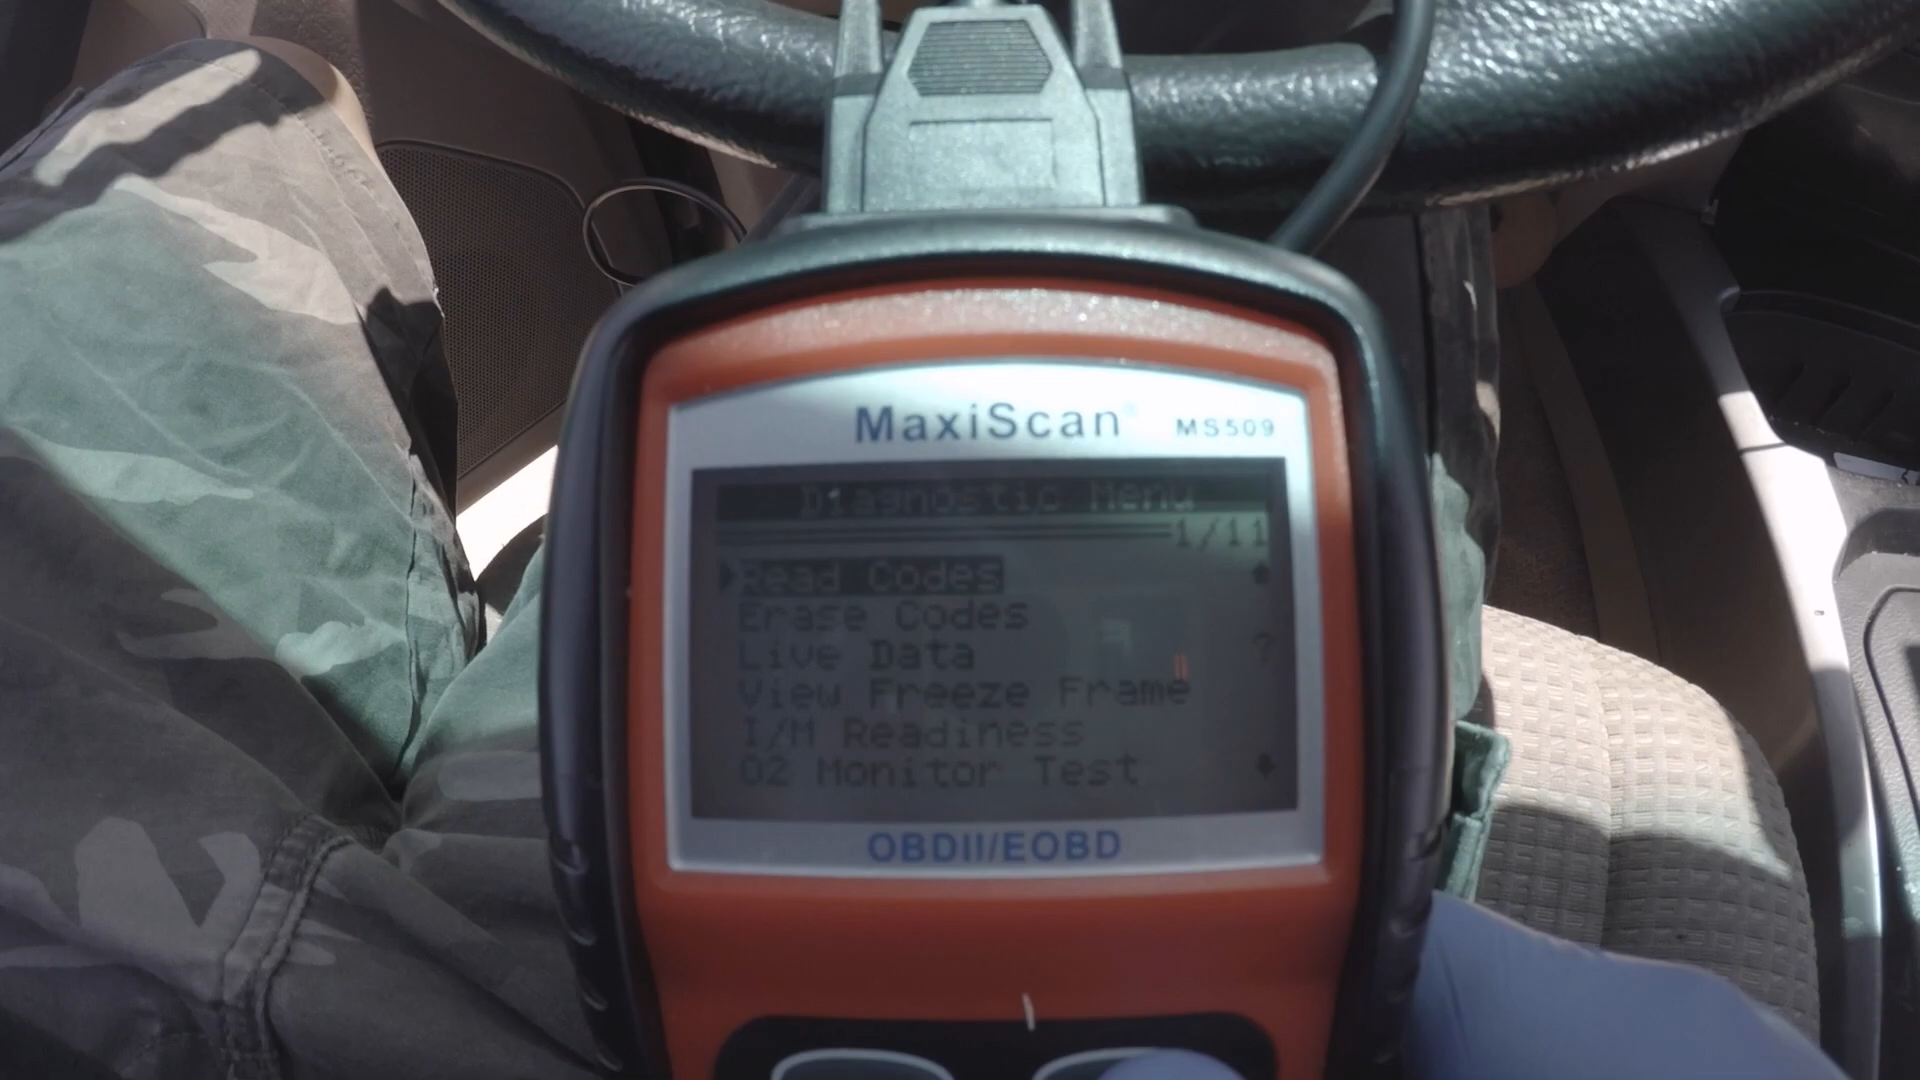 MaxiScan® MS509
Diagnostic Menu
1/11
Read Codes
Erase Codes
Live Data
?
View Freeze Frame
I/M Readiness
O2 Monitor Test
OBDII/EOBD